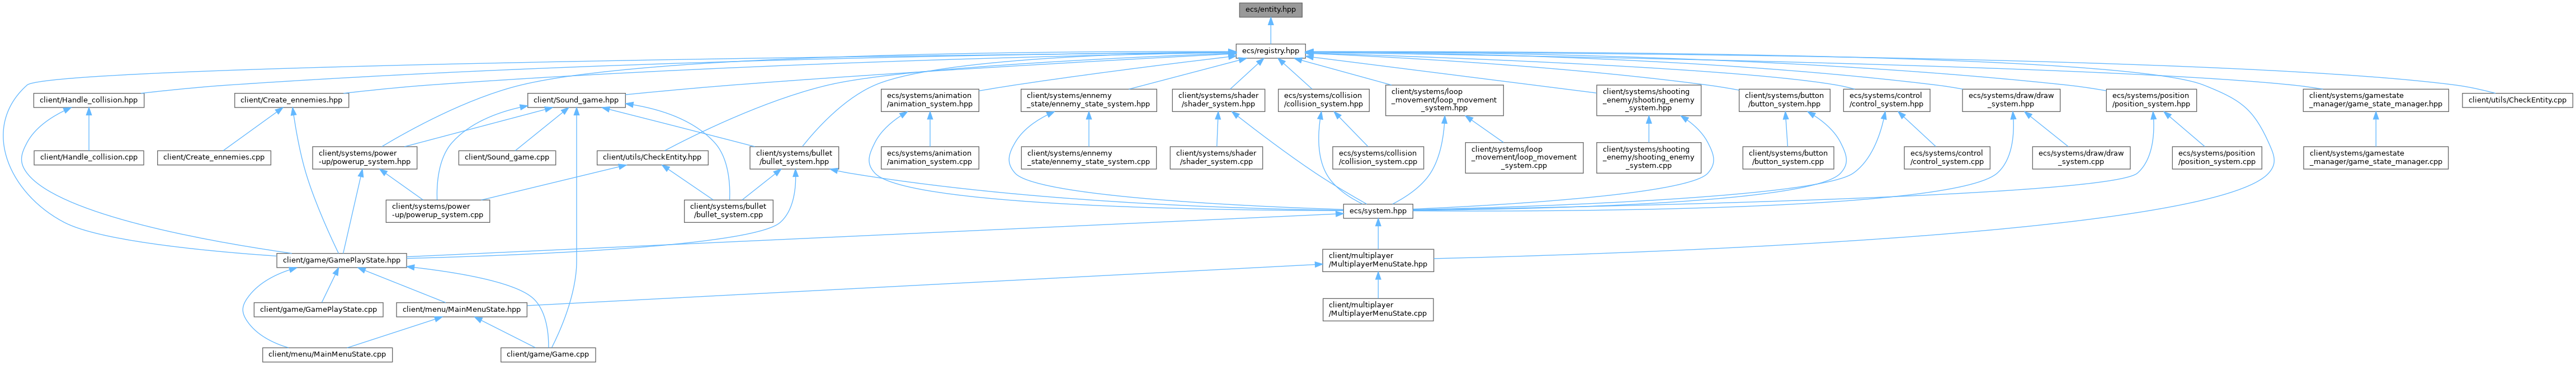 ecs/entity.hpp
ecs/registry.hpp
client/Handle_collision.hpp
client/Create_ennemies.hpp
client/Sound_game.hpp
ecs/systems/animation
/animation_system.hpp
client/systems/ennemy
_state/ennemy_state_system.hpp
client/systems/shader
/shader_system.hpp
ecs/systems/collision
/collision_system.hpp
client/systems/loop
_movement/loop_movement
_system.hpp
client/systems/shooting
_enemy/shooting_enemy
_system.hpp
client/systems/button
/button_system.hpp
ecs/systems/control
/control_system.hpp
ecs/systems/draw/draw
_system.hpp
ecs/systems/position
/position_system.hpp
client/systems/gamestate
_manager/game_state_manager.hpp
client/utils/CheckEntity.cpp
client/Handle_collision.cpp
client/Create_ennemies.cpp
client/systems/power
-up/powerup_system.hpp
client/Sound_game.cpp
client/utils/CheckEntity.hpp
client/systems/bullet
/bullet_system.hpp
ecs/systems/animation
/animation_system.cpp
client/systems/ennemy
_state/ennemy_state_system.cpp
client/systems/shader
/shader_system.cpp
ecs/systems/collision
/collision_system.cpp
client/systems/loop
_movement/loop_movement
_system.cpp
client/systems/shooting
_enemy/shooting_enemy
_system.cpp
client/systems/button
/button_system.cpp
ecs/systems/control
/control_system.cpp
ecs/systems/draw/draw
_system.cpp
ecs/systems/position
/position_system.cpp
client/systems/gamestate
_manager/game_state_manager.cpp
client/systems/power
-up/powerup_system.cpp
client/systems/bullet
/bullet_system.cpp
ecs/system.hpp
client/game/GamePlayState.hpp
client/multiplayer
/MultiplayerMenuState.hpp
client/game/GamePlayState.cpp
client/menu/MainMenuState.hpp
client/multiplayer
/MultiplayerMenuState.cpp
client/menu/MainMenuState.cpp
client/game/Game.cpp